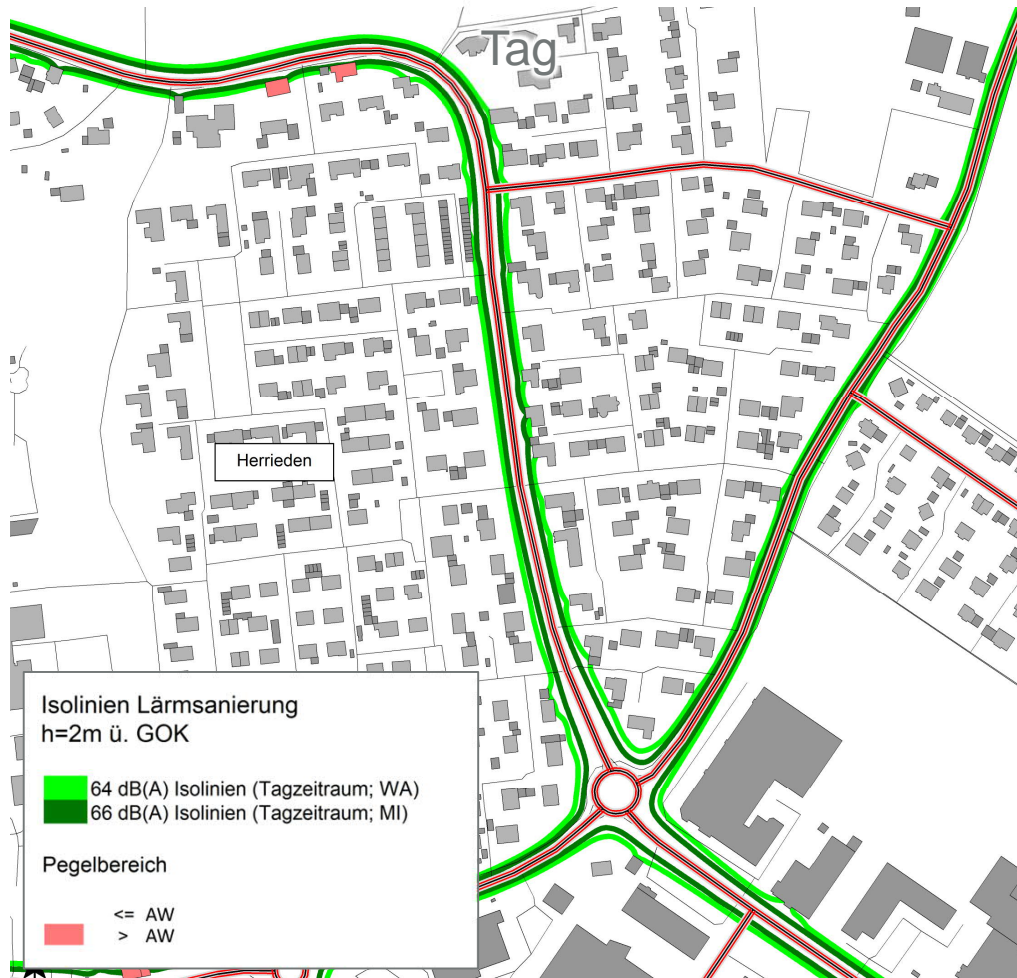 Tag
Herrieden
Isolinien Lärmsanierung
h=2m ü. GOK
64 dB(A) Isolinien (Tagzeitraum; WA)
66 dB(A) Isolinien (Tagzeitraum; MI)
Pegelbereich
<= AW
> AW